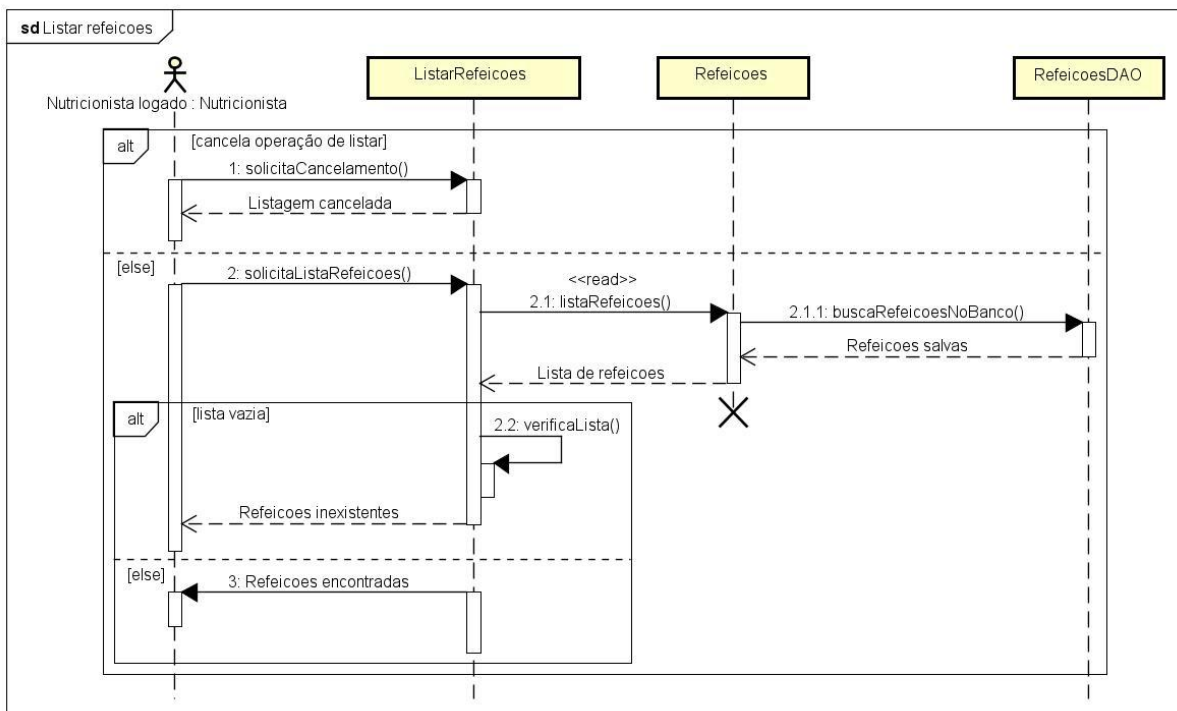 sd Listar refeicoes
Nutricionista logado : Nutricionista
ListarRefeicoes
Refeicoes
RefeicoesDAO
alt
[cancela operação de listar]
1: solicitaCancelamento()
Listagem cancelada
[else]
2: solicitaListaRefeicoes()
<<read>>
2.1: listaRefeicoes()
2.1.1: buscaRefeicoesNoBanco()
Refeicoes salvas
Lista de refeicoes
alt
[lista vazia]
2.2: verificaLista()
Refeicoes inexistentes
[else]
3: Refeicoes encontradas